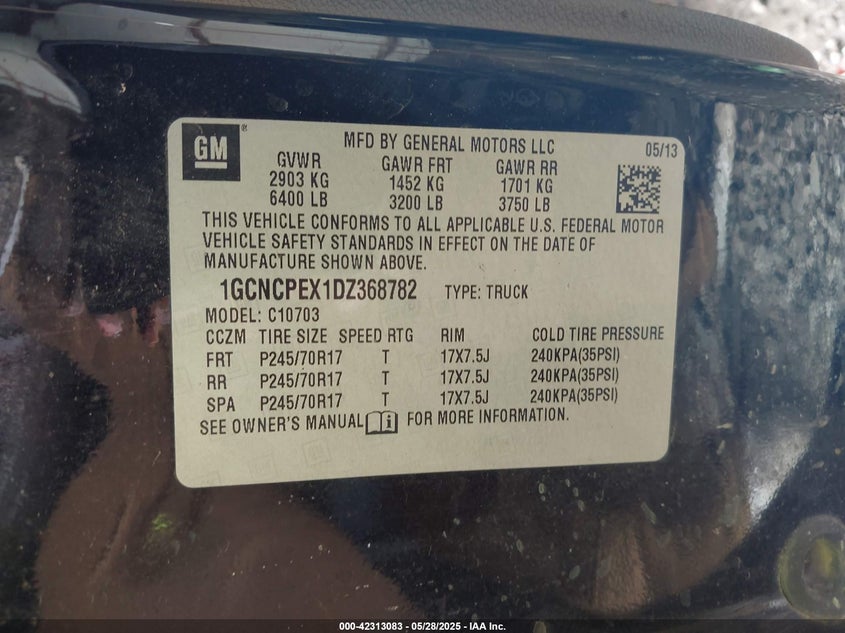 GM ®
MFD BY GENERAL MOTORS LLC 05/13
GVWR GAWR FRT GAWR RR
2903 KG 1452 KG 1701 KG
6400 LB 3200 LB 3750 LB
THIS VEHICLE CONFORMS TO ALL APPLICABLE U.S. FEDERAL MOTOR
VEHICLE SAFETY STANDARDS IN EFFECT ON THE DATE OF
MANUFACTURE SHOWN ABOVE.
1GCNCPEX1DZ368782 TYPE: TRUCK
MODEL: C10703
CCZM TIRE SIZE SPEED RTG RIM COLD TIRE PRESSURE
FRT P245/70R17 T 17X7.5J 240KPA(35PSI)
RR P245/70R17 T 17X7.5J 240KPA(35PSI)
SPA P245/70R17 T 17X7.5J 240KPA(35PSI)
SEE OWNER'S MANUAL i FOR MORE INFORMATION.
000-42313083 - 05/28/2025 - IAA Inc.